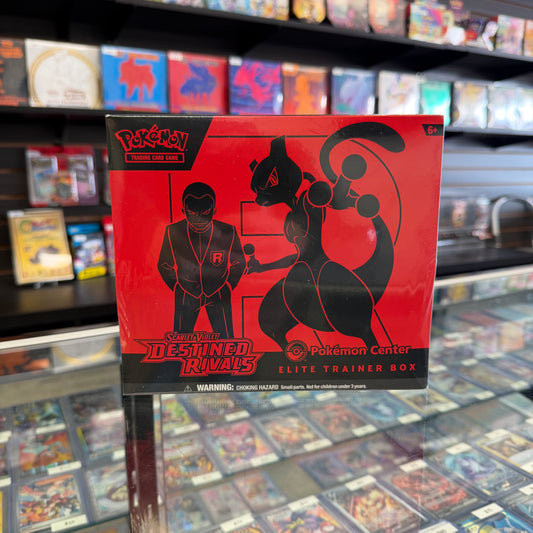 Pokémon
TRADING CARD GAME
6+
R
SCARLET & VIOLET
DESTINED
RIVALS
Pokémon Center
ELITE TRAINER BOX
WARNING: CHOKING HAZARD Small parts. Not for children under 3 years.